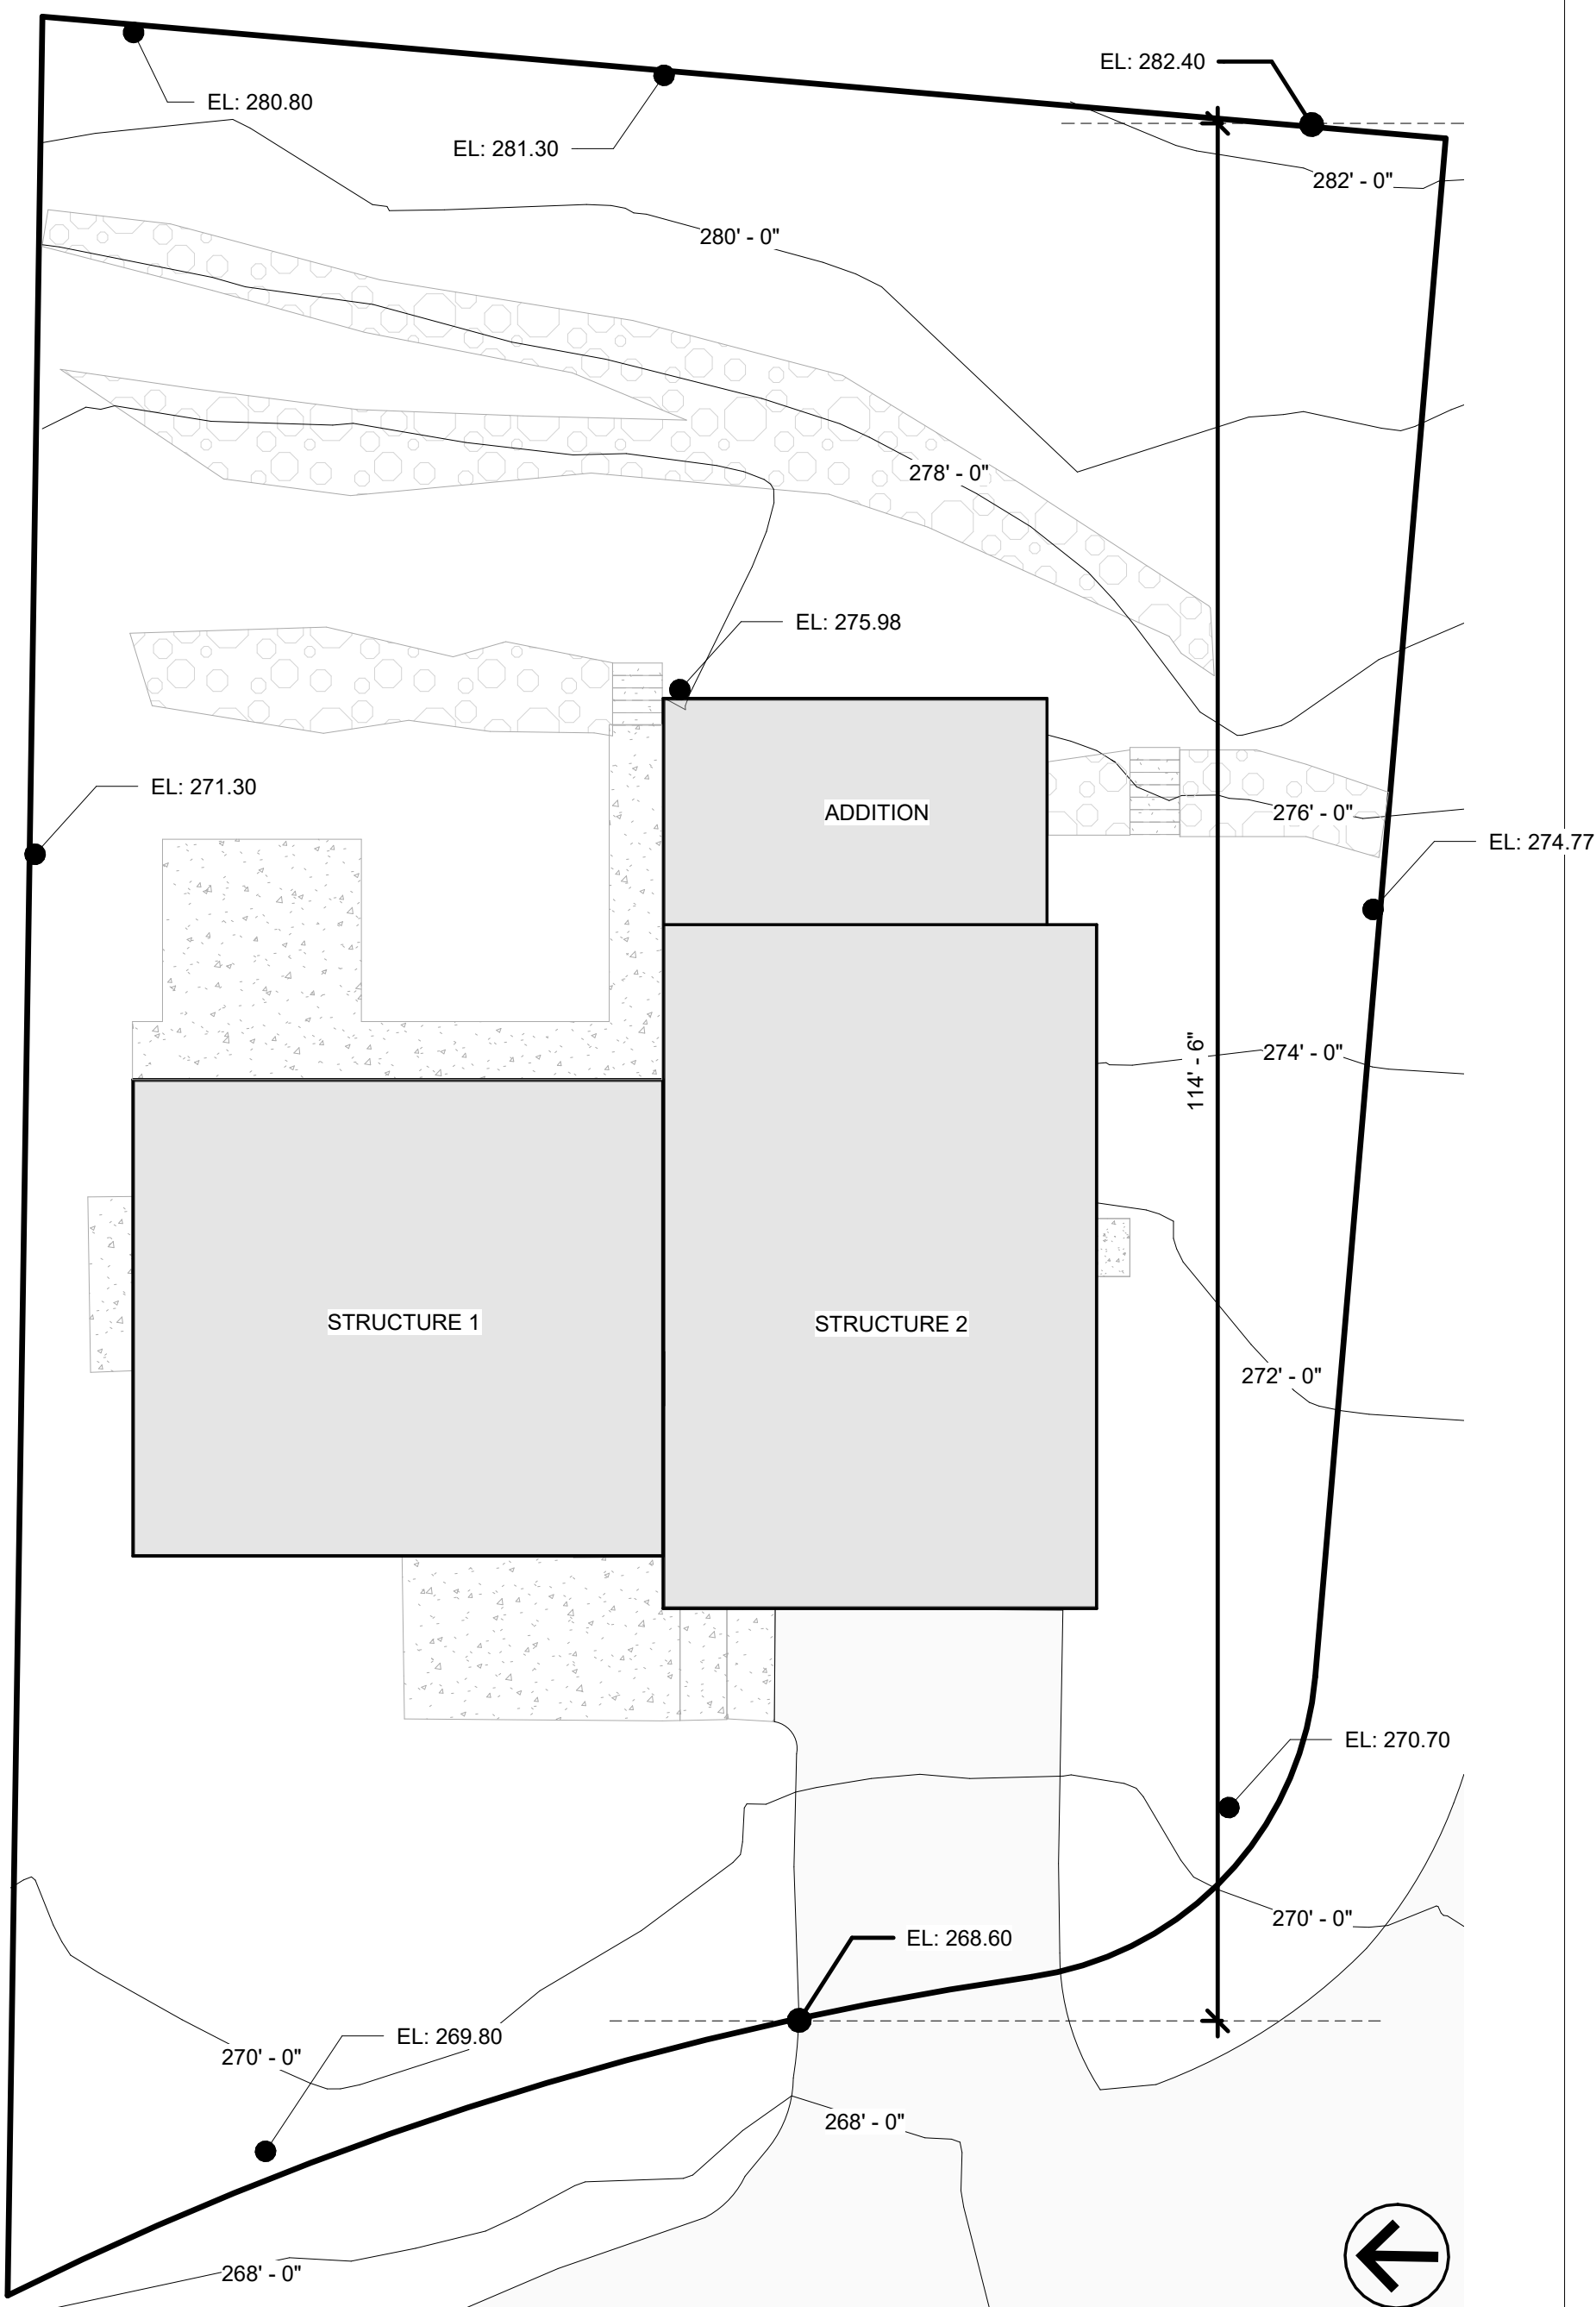 EL: 282.40
EL: 280.80
EL: 281.30
282' - 0"
280' - 0"
278' - 0"
EL: 275.98
EL: 271.30
ADDITION
276' - 0"
EL: 274.77
274' - 0"
114' - 6"
STRUCTURE 1
STRUCTURE 2
272' - 0"
EL: 270.70
270' - 0"
EL: 268.60
EL: 269.80
270' - 0"
268' - 0"
268' - 0"